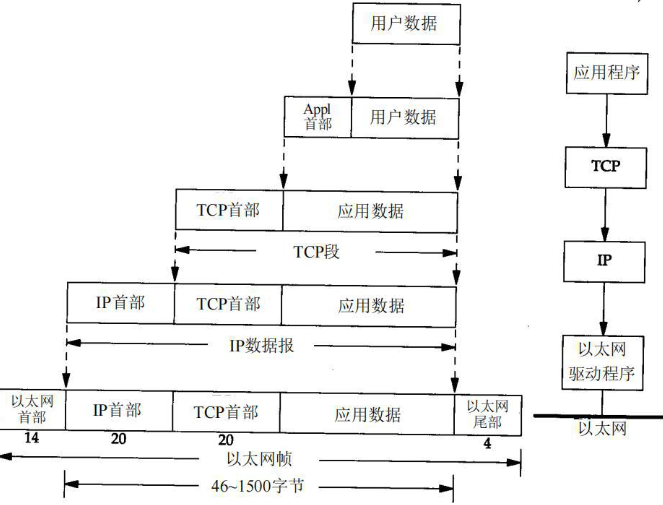 用户数据
Appl
首部
用户数据
TCP首部
应用数据
TCP段
IP首部
TCP首部
应用数据
IP数据报
以太网
首部
IP首部
TCP首部
应用数据
以太网
尾部
14
20
20
4
以太网帧
46~1500字节
应用程序
TCP
IP
以太网
驱动程序
以太网